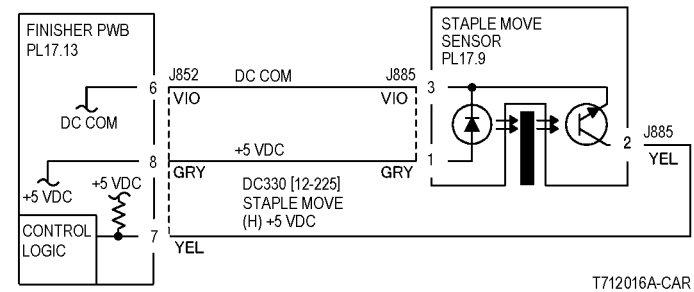 FINISHER PWB
PL17.13
6
J852
DC COM
J885
VIO
VIO
DC COM
STAPLE MOVE
SENSOR
PL17.9
3
1
2
J885
YEL
8
+5 VDC
GRY
GRY
+5 VDC
+5 VDC
DC330 [12-225]
STAPLE MOVE
(H) +5 VDC
CONTROL
LOGIC
7
YEL
T712016A-CAR